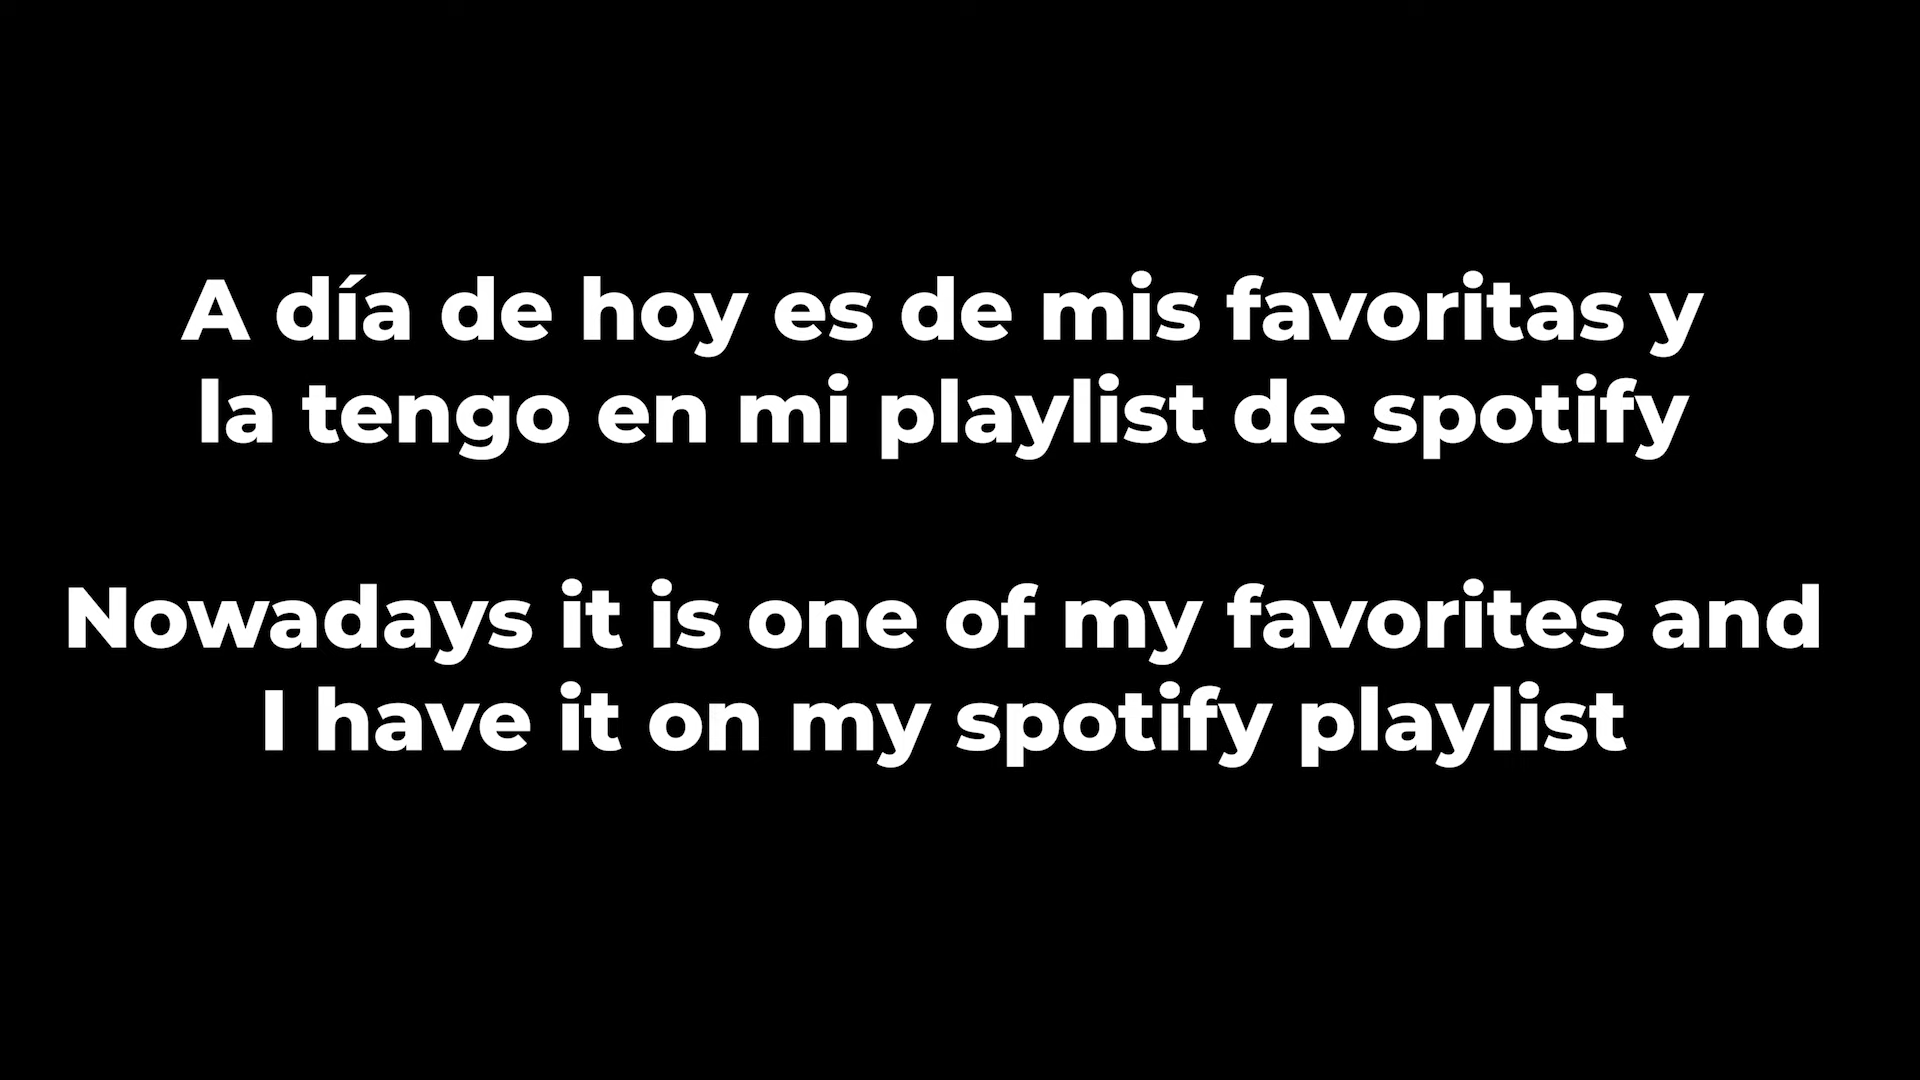 A día de hoy es de mis favoritas y
la tengo en mi playlist de spotify
Nowadays it is one of my favorites and
I have it on my spotify playlist